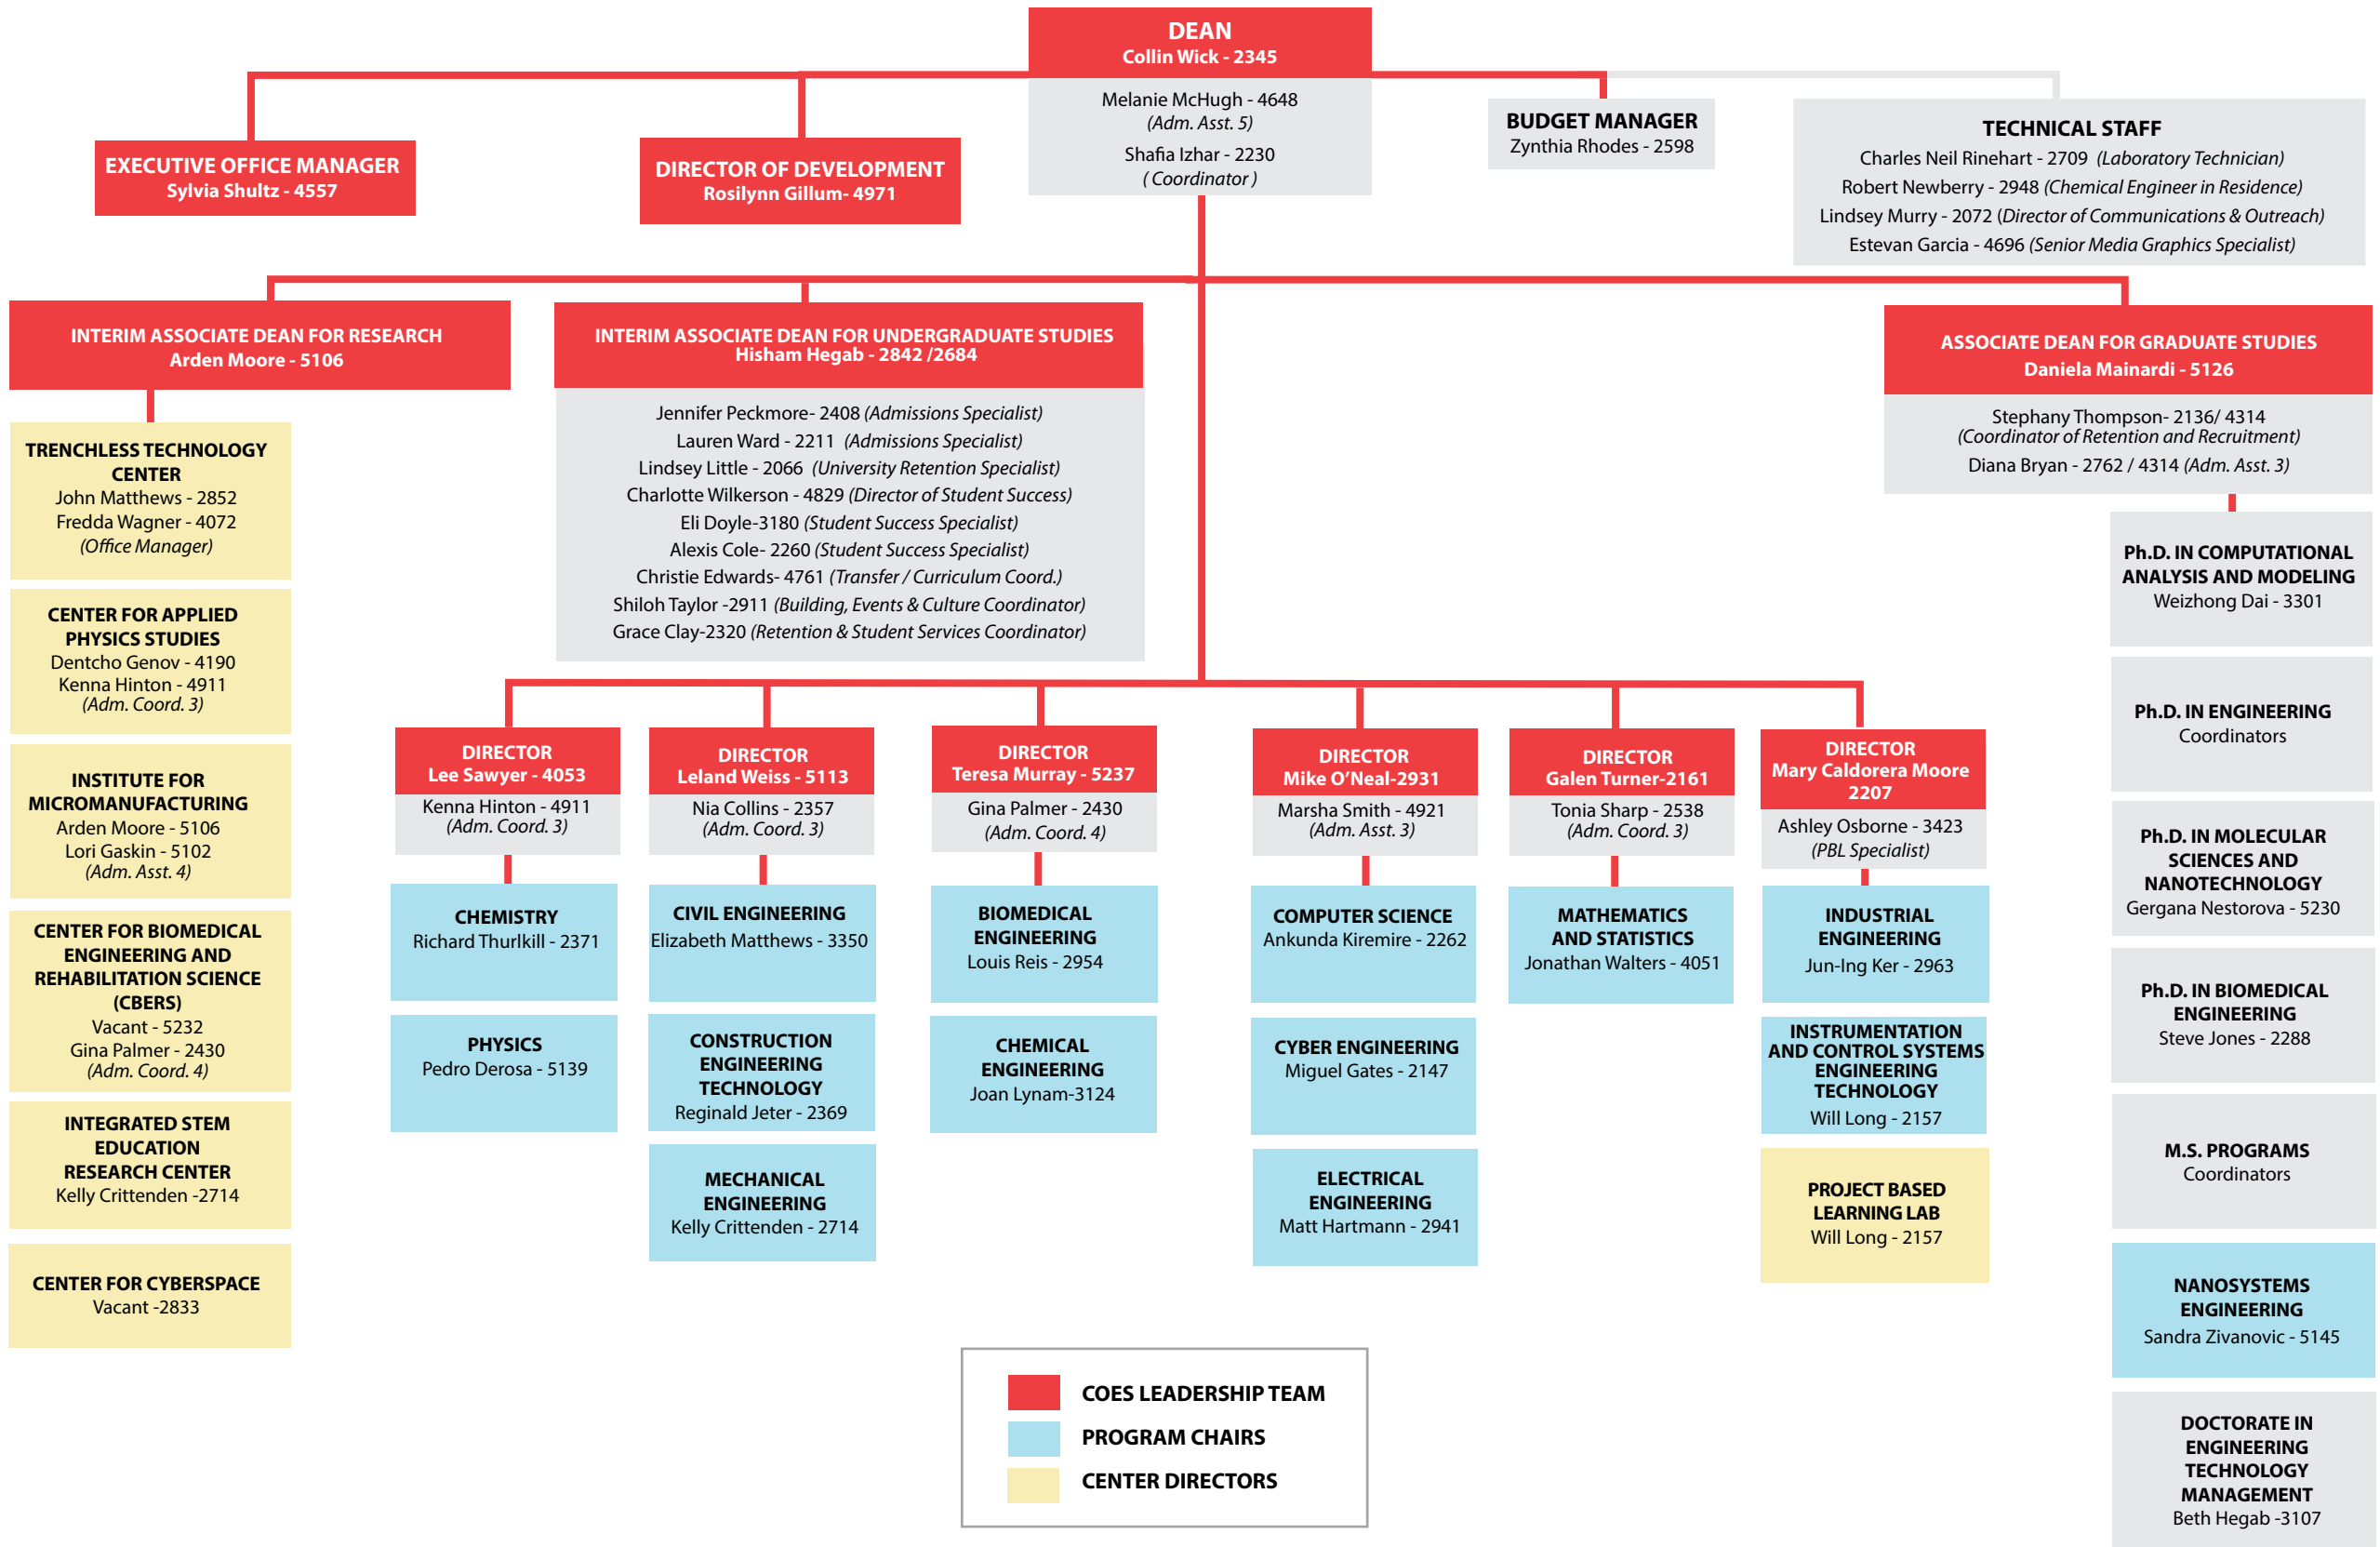 DEAN
Collin Wick - 2345
Melanie McHugh - 4648
(Adm. Asst. 5)
Shafia Izhar - 2230
( Coordinator )
EXECUTIVE OFFICE MANAGER
Sylvia Shultz - 4557
DIRECTOR OF DEVELOPMENT
Rosilynn Gillum- 4971
BUDGET MANAGER
Zynthia Rhodes - 2598
TECHNICAL STAFF
Charles Neil Rinehart - 2709 (Laboratory Technician)
Robert Newberry - 2948 (Chemical Engineer in Residence)
Lindsey Murry - 2072 (Director of Communications & Outreach)
Estevan Garcia - 4696 (Senior Media Graphics Specialist)
INTERIM ASSOCIATE DEAN FOR RESEARCH
Arden Moore - 5106
INTERIM ASSOCIATE DEAN FOR UNDERGRADUATE STUDIES
Hisham Hegab - 2842 /2684
Jennifer Peckmore- 2408 (Admissions Specialist)
Lauren Ward - 2211 (Admissions Specialist)
Lindsey Little - 2066 (University Retention Specialist)
Charlotte Wilkerson - 4829 (Director of Student Success)
Eli Doyle-3180 (Student Success Specialist)
Alexis Cole- 2260 (Student Success Specialist)
Christie Edwards- 4761 (Transfer / Curriculum Coord.)
Shiloh Taylor -2911 (Building, Events & Culture Coordinator)
Grace Clay-2320 (Retention & Student Services Coordinator)
ASSOCIATE DEAN FOR GRADUATE STUDIES
Daniela Mainardi - 5126
Stephany Thompson- 2136/ 4314
(Coordinator of Retention and Recruitment)
Diana Bryan - 2762 / 4314 (Adm. Asst. 3)
TRENCHLESS TECHNOLOGY
CENTER
John Matthews - 2852
Fredda Wagner - 4072
(Office Manager)
CENTER FOR APPLIED
PHYSICS STUDIES
Dentcho Genov - 4190
Kenna Hinton - 4911
(Adm. Coord. 3)
INSTITUTE FOR
MICROMANUFACTURING
Arden Moore - 5106
Lori Gaskin - 5102
(Adm. Asst. 4)
CENTER FOR BIOMEDICAL
ENGINEERING AND
REHABILITATION SCIENCE
(CBERS)
Vacant - 5232
Gina Palmer - 2430
(Adm. Coord. 4)
INTEGRATED STEM
EDUCATION
RESEARCH CENTER
Kelly Crittenden -2714
CENTER FOR CYBERSPACE
Vacant -2833
DIRECTOR
Lee Sawyer - 4053
Kenna Hinton - 4911
(Adm. Coord. 3)
CHEMISTRY
Richard Thurlkill - 2371
PHYSICS
Pedro Derosa - 5139
DIRECTOR
Leland Weiss - 5113
Nia Collins - 2357
(Adm. Coord. 3)
CIVIL ENGINEERING
Elizabeth Matthews - 3350
CONSTRUCTION
ENGINEERING
TECHNOLOGY
Reginald Jeter - 2369
MECHANICAL
ENGINEERING
Kelly Crittenden - 2714
DIRECTOR
Teresa Murray - 5237
Gina Palmer - 2430
(Adm. Coord. 4)
BIOMEDICAL
ENGINEERING
Louis Reis - 2954
CHEMICAL
ENGINEERING
Joan Lynam-3124
DIRECTOR
Mike O’Neal-2931
Marsha Smith - 4921
(Adm. Asst. 3)
COMPUTER SCIENCE
Ankunda Kiremire - 2262
CYBER ENGINEERING
Miguel Gates - 2147
ELECTRICAL
ENGINEERING
Matt Hartmann - 2941
DIRECTOR
Galen Turner-2161
Tonia Sharp - 2538
(Adm. Coord. 3)
MATHEMATICS
AND STATISTICS
Jonathan Walters - 4051
DIRECTOR
Mary Caldorera Moore
2207
Ashley Osborne - 3423
(PBL Specialist)
INDUSTRIAL
ENGINEERING
Jun-Ing Ker - 2963
INSTRUMENTATION
AND CONTROL SYSTEMS
ENGINEERING
TECHNOLOGY
Will Long - 2157
PROJECT BASED
LEARNING LAB
Will Long - 2157
Ph.D. IN COMPUTATIONAL
ANALYSIS AND MODELING
Weizhong Dai - 3301
Ph.D. IN ENGINEERING
Coordinators
Ph.D. IN MOLECULAR
SCIENCES AND
NANOTECHNOLOGY
Gergana Nestorova - 5230
Ph.D. IN BIOMEDICAL
ENGINEERING
Steve Jones - 2288
M.S. PROGRAMS
Coordinators
NANOSYSTEMS
ENGINEERING
Sandra Zivanovic - 5145
DOCTORATE IN
ENGINEERING
TECHNOLOGY
MANAGEMENT
Beth Hegab -3107
COES LEADERSHIP TEAM
PROGRAM CHAIRS
CENTER DIRECTORS